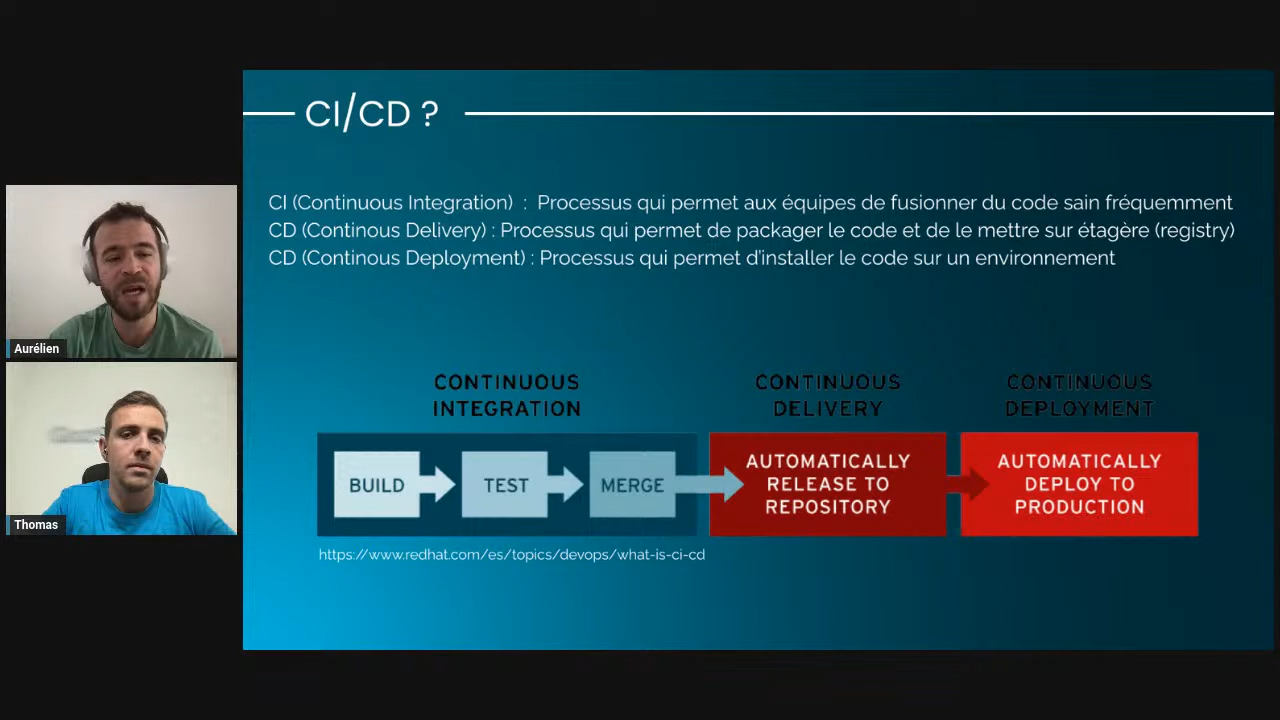 CI/CD ?
CI (Continuous Integration) : Processus qui permet aux équipes de fusionner du code sain fréquemment
CD (Continous Delivery) : Processus qui permet de packager le code et de le mettre sur étagère (registry)
CD (Continous Deployment) : Processus qui permet d'installer le code sur un environnement
Aurélien
Thomas
CONTINUOUS
INTEGRATION
CONTINUOUS
DELIVERY
CONTINUOUS
DEPLOYMENT
BUILD
TEST
MERGE
AUTOMATICALLY
RELEASE TO
REPOSITORY
AUTOMATICALLY
DEPLOY TO
PRODUCTION
https://www.redhat.com/es/topics/devops/what-is-ci-cd